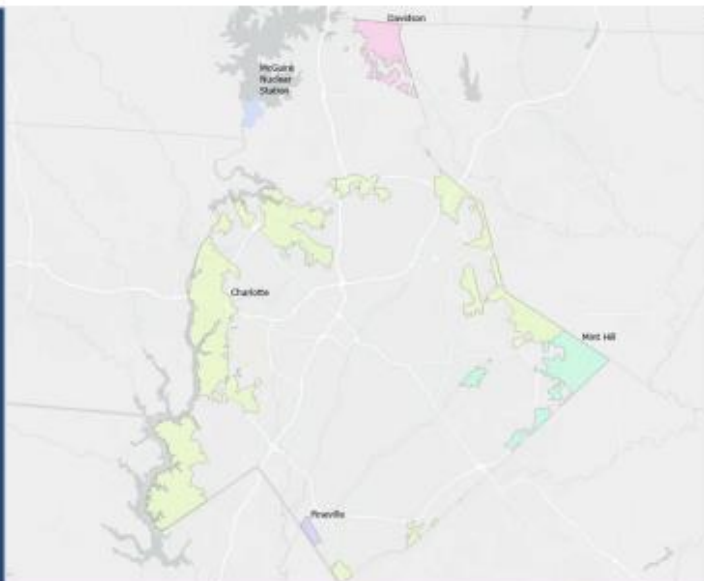 Davidson
McGuire
Nuclear
Station
Charlotte
Mint Hill
Pineville